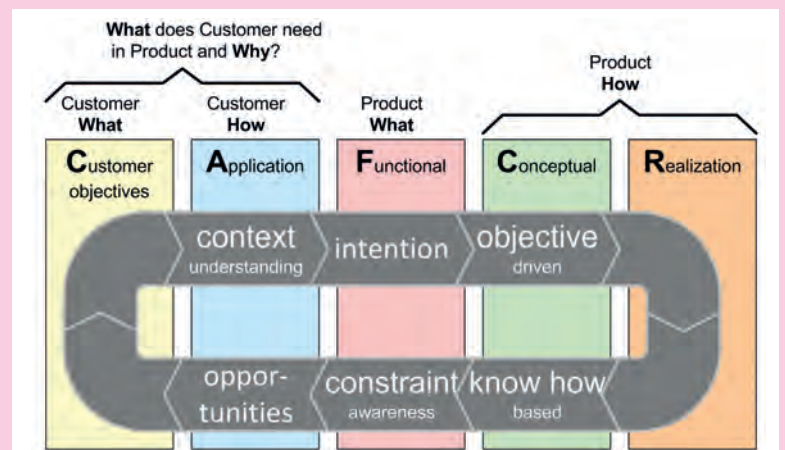 What does Customer need
in Product and Why?
Product
How
Customer
What
Customer
How
Product
What
Customer
objectives
Application
Functional
Conceptual
Realization
context
understanding
intention
objective
driven
oppor-
tunities
constraint
awareness
know how
based